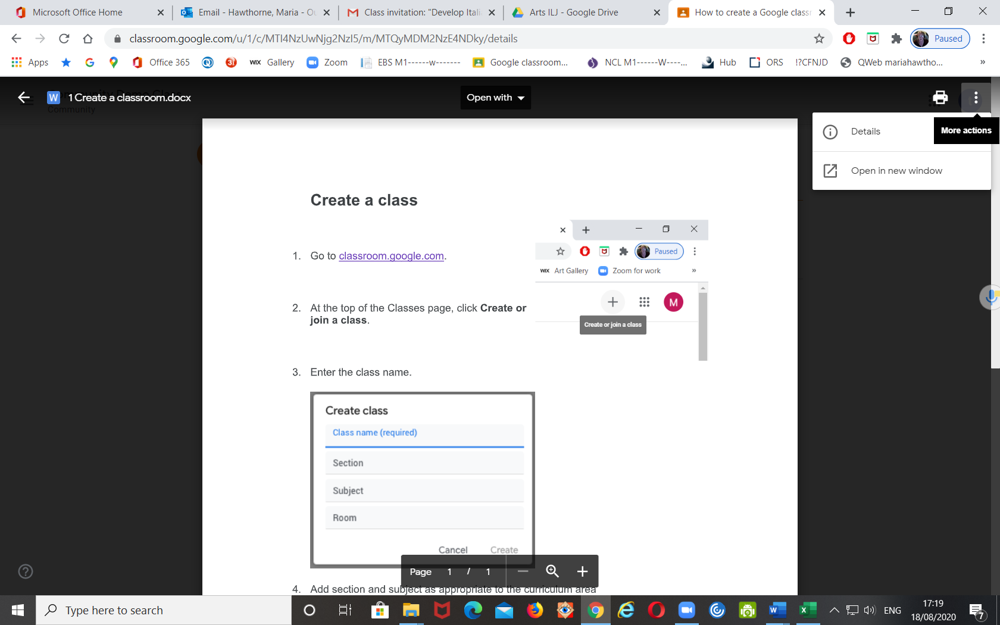 Microsoft Office Home
Email - Hawthorne, Maria - Ou
Class invitation: "Develop Itali
Arts ILJ - Google Drive
How to create a Google classr
classroom.google.com/u/1/c/MTI4NzUwNjg2NzI5/m/MTQyMDM2NzE4NDky/details
Paused
Apps
Office 365
31
WIX Gallery
Zoom
EBS M1------w-------
Google classroom...
NCL M1------W----...
Hub
ORS
!?CFNJD
QWeb mariahawtho...
»
W 1 Create a classroom.docx
Community
Open with
More actions
Details
Open in new window
Create a class
1. Go to classroom.google.com.
Paused
WIX Art Gallery Zoom for work »
M
Create or join a class
2. At the top of the Classes page, click Create or
join a class.
3. Enter the class name.
Create class
Class name (required)
Section
Subject
Room
Cancel Create
Page 1 / 1
4. Add section and subject as appropriate to the curriculum area
Type here to search
ENG
17:19
18/08/2020
7